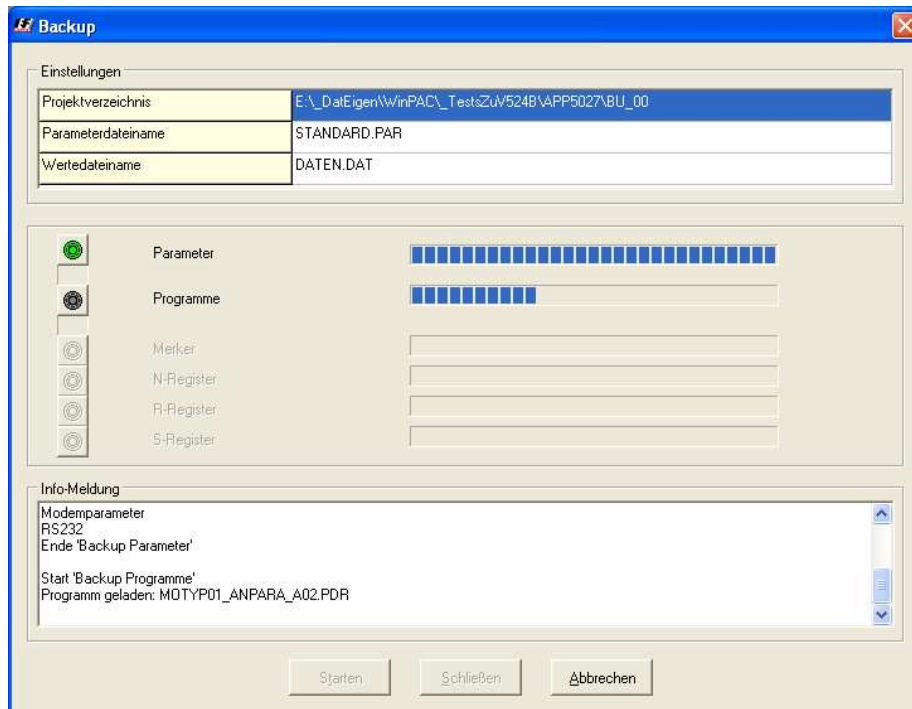 Backup
Einstellungen
Projektverzeichnis E:\_DatEigen\WinPAC\_TestsZuV524B\APP5027\BU_00
Parameterdateiname STANDARD.PAR
Wertedateiname DATEN.DAT
Parameter
Programme
Merker
N-Register
R-Register
S-Register
Info-Meldung
Modemparameter
RS232
Ende 'Backup Parameter'
Start 'Backup Programme'
Programm geladen: MOTYP01_ANPARA_A02.PDR
Starten Schließen Abbrechen